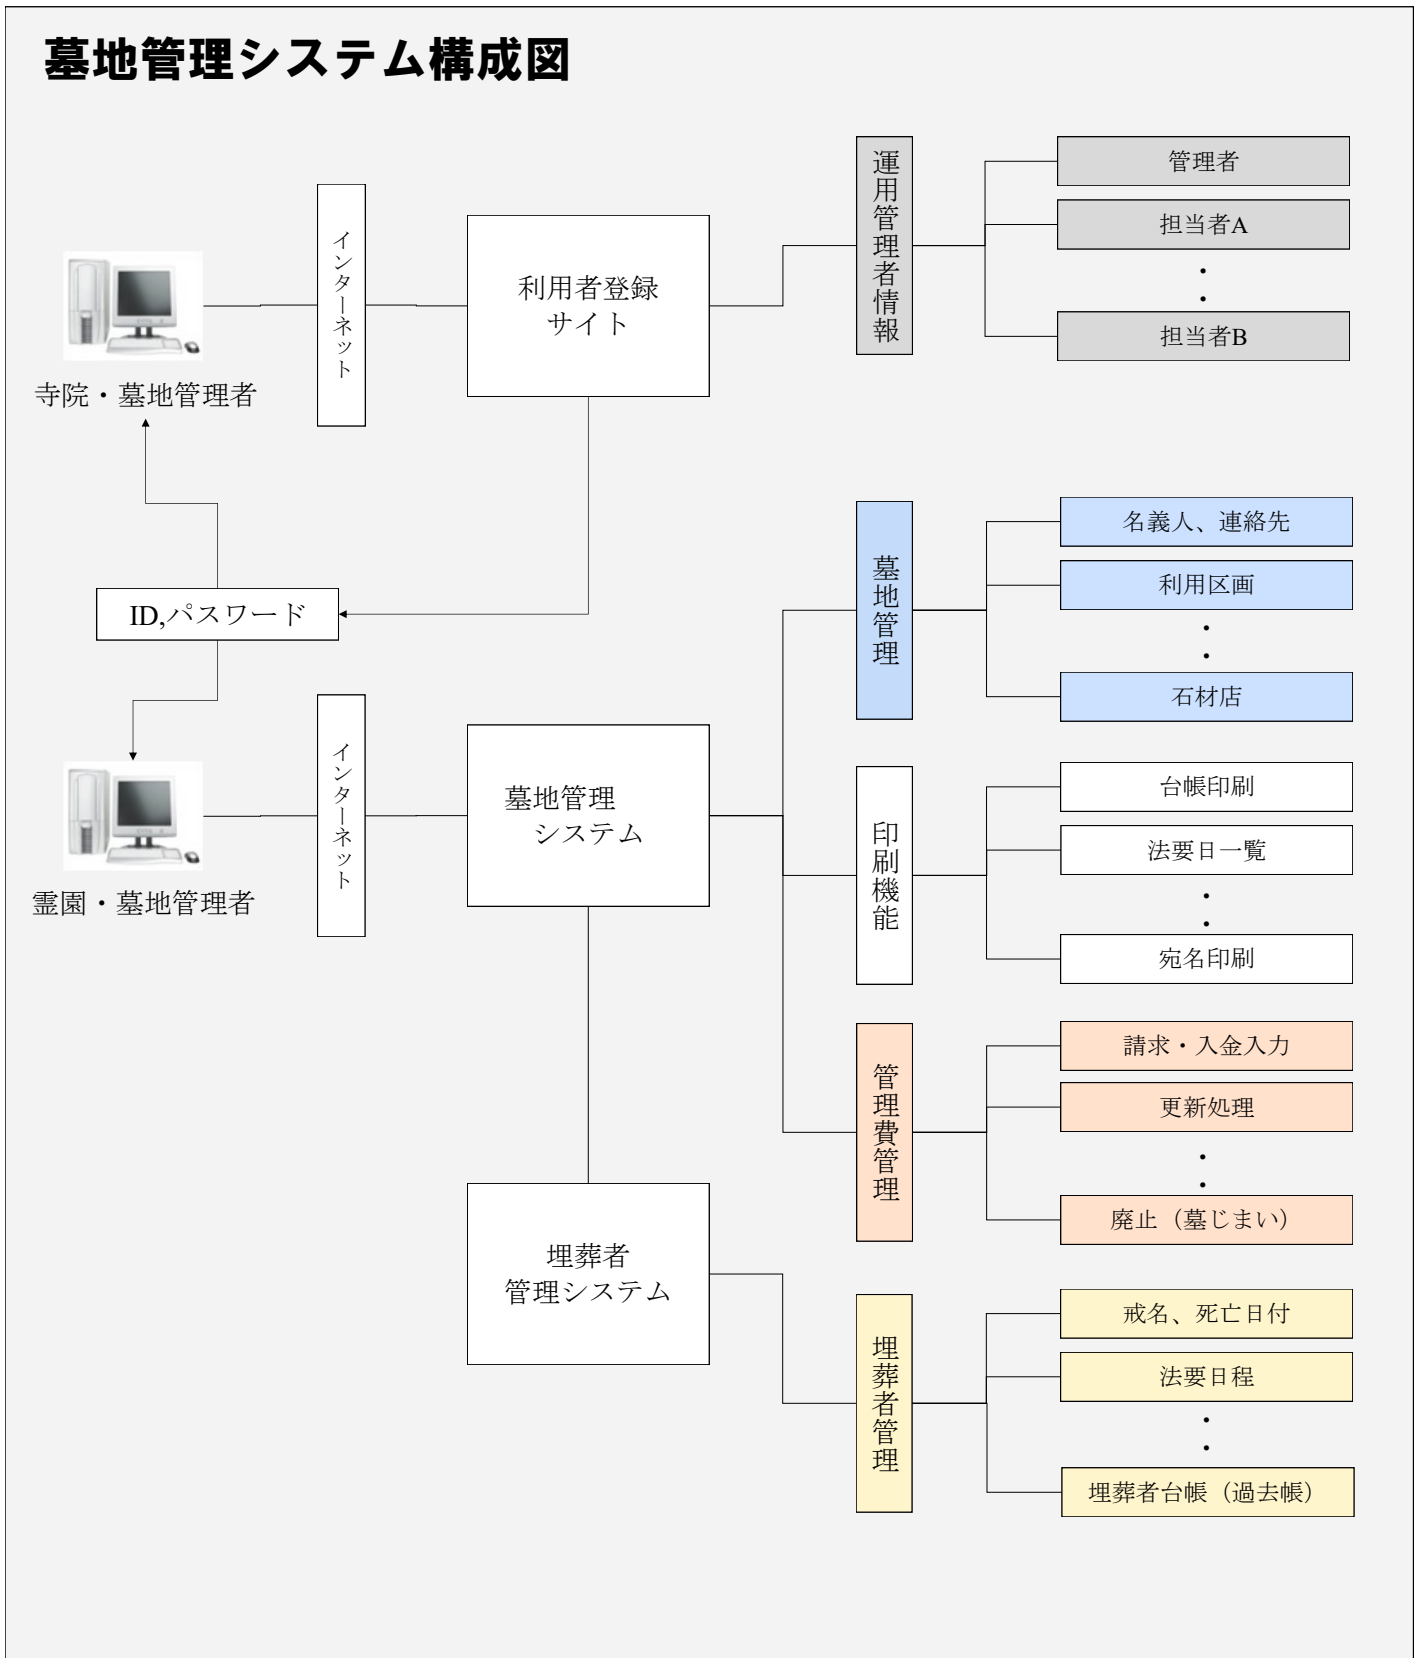 墓地管理システム構成図
運用管理者情報
管理者
担当者A
・
・
担当者B
インターネット
利用者登録
サイト
寺院・墓地管理者
ID,パスワード
墓地管理
名義人、連絡先
利用区画
・
・
石材店
インターネット
墓地管理
システム
霊園・墓地管理者
印刷機能
台帳印刷
法要日一覧
・
・
宛名印刷
管理費管理
請求・入金入力
更新処理
・
・
廃止（墓じまい）
埋葬者
管理システム
埋葬者管理
戒名、死亡日付
法要日程
・
・
埋葬者台帳（過去帳）